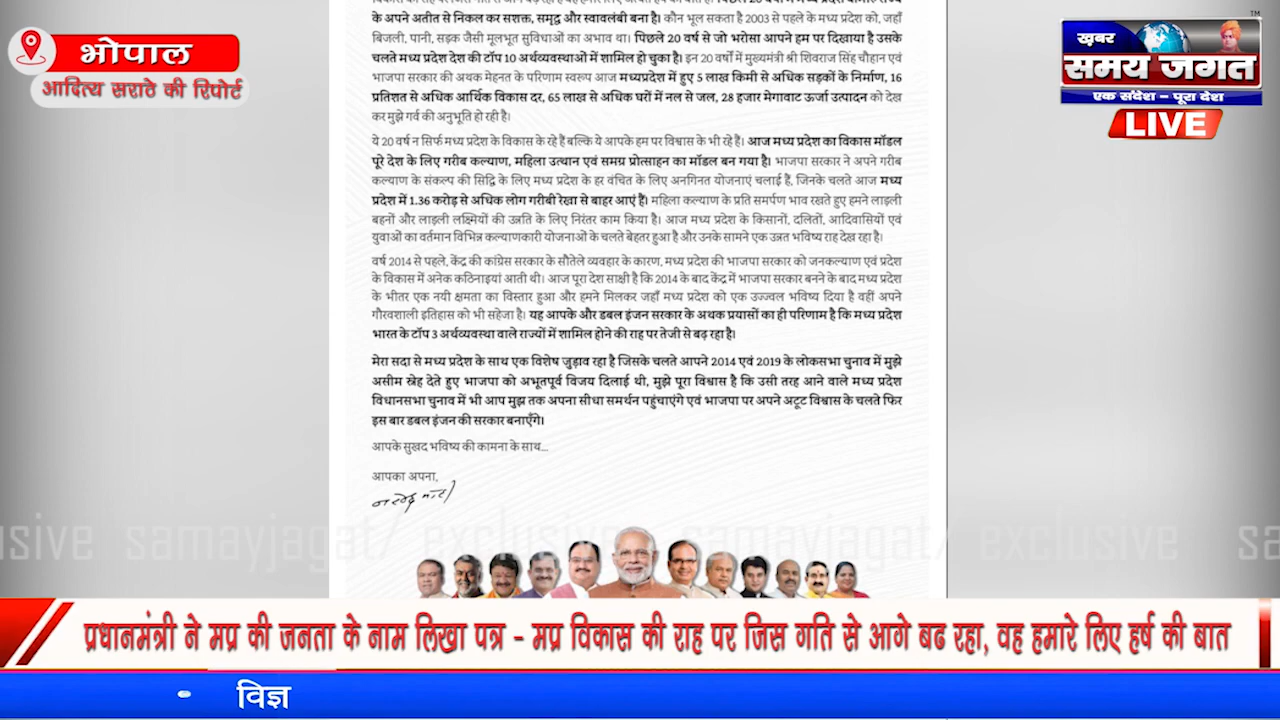 के अपने अतीत से निकल कर सशक्त, समृद्ध और स्वावलंबी बना है। कौन भूल सकता है 2003 से पहले के मध्य प्रदेश को, जहाँ
बिजली, पानी, सड़क जैसी मूलभूत सुविधाओं का अभाव था। पिछले 20 वर्ष से जो भरोसा आपने हम पर दिखाया है उसके
चलते मध्य प्रदेश देश की टॉप 10 अर्थव्यवस्थाओं में शामिल हो चुका है। इन 20 वर्षों में मुख्यमंत्री श्री शिवराज सिंह चौहान एवं
भाजपा सरकार की अथक मेहनत के परिणाम स्वरूप आज मध्यप्रदेश में हुए 5 लाख किमी से अधिक सड़कों के निर्माण, 16
प्रतिशत से अधिक आर्थिक विकास दर, 65 लाख से अधिक घरों में नल से जल, 28 हजार मेगावाट ऊर्जा उत्पादन को देख
कर मुझे गर्व की अनुभूति हो रही है।
ये 20 वर्ष न सिर्फ मध्य प्रदेश के विकास के रहे हैं बल्कि ये आपके हम पर विश्वास के भी रहे हैं। आज मध्य प्रदेश का विकास मॉडल
पूरे देश के लिए गरीब कल्याण, महिला उत्थान एवं समग्र प्रोत्साहन का मॉडल बन गया है। भाजपा सरकार ने अपने गरीब
कल्याण के संकल्प की सिद्धि के लिए मध्य प्रदेश के हर वंचित के लिए अनगिनत योजनाएं चलाई हैं, जिनके चलते आज मध्य
प्रदेश में 1.36 करोड़ से अधिक लोग गरीबी रेखा से बाहर आएं हैं। महिला कल्याण के प्रति समर्पण भाव रखते हुए हमने लाड़ली
बहनों और लाड़ली लक्ष्मियों की उन्नति के लिए निरंतर काम किया है। आज मध्य प्रदेश के किसानों, दलितों, आदिवासियों एवं
युवाओं का वर्तमान विभिन्न कल्याणकारी योजनाओं के चलते बेहतर हुआ है और उनके सामने एक उन्नत भविष्य राह देख रहा है।
वर्ष 2014 से पहले, केंद्र की कांग्रेस सरकार के सौतेले व्यवहार के कारण, मध्य प्रदेश की भाजपा सरकार को जनकल्याण एवं प्रदेश
के विकास में अनेक कठिनाइयां आती थी। आज पूरा देश साक्षी है कि 2014 के बाद केंद्र में भाजपा सरकार बनने के बाद मध्य प्रदेश
के भीतर एक नयी क्षमता का विस्तार हुआ और हमने मिलकर जहाँ मध्य प्रदेश को एक उज्ज्वल भविष्य दिया है वहीं अपने
गौरवशाली इतिहास को भी सहेजा है। यह आपके और डबल इंजन सरकार के अथक प्रयासों का ही परिणाम है कि मध्य प्रदेश
भारत के टॉप 3 अर्थव्यवस्था वाले राज्यों में शामिल होने की राह पर तेजी से बढ़ रहा है।
मेरा सदा से मध्य प्रदेश के साथ एक विशेष जुड़ाव रहा है जिसके चलते आपने 2014 एवं 2019 के लोकसभा चुनाव में मुझे
असीम स्नेह देते हुए भाजपा को अभूतपूर्व विजय दिलाई थी, मुझे पूरा विश्वास है कि उसी तरह आने वाले मध्य प्रदेश
विधानसभा चुनाव में भी आप मुझ तक अपना सीधा समर्थन पहुंचाएंगे एवं भाजपा पर अपने अटूट विश्वास के चलते फिर
इस बार डबल इंजन की सरकार बनाएँगे।
आपके सुखद भविष्य की कामना के साथ...
आपका अपना,
नरेन्द्र मोदी
भोपाल
आदित्य सराठे की रिपोर्ट
TM
ख़बर
समय जगत
एक संदेश - पूरा देश
LIVE
usive samayjagat/ exclusive samayjagat/ exclusive sa
प्रधानमंत्री ने मप्र की जनता के नाम लिखा पत्र - मप्र विकास की राह पर जिस गति से आगे बढ रहा, वह हमारे लिए हर्ष की बात
- विज्ञ